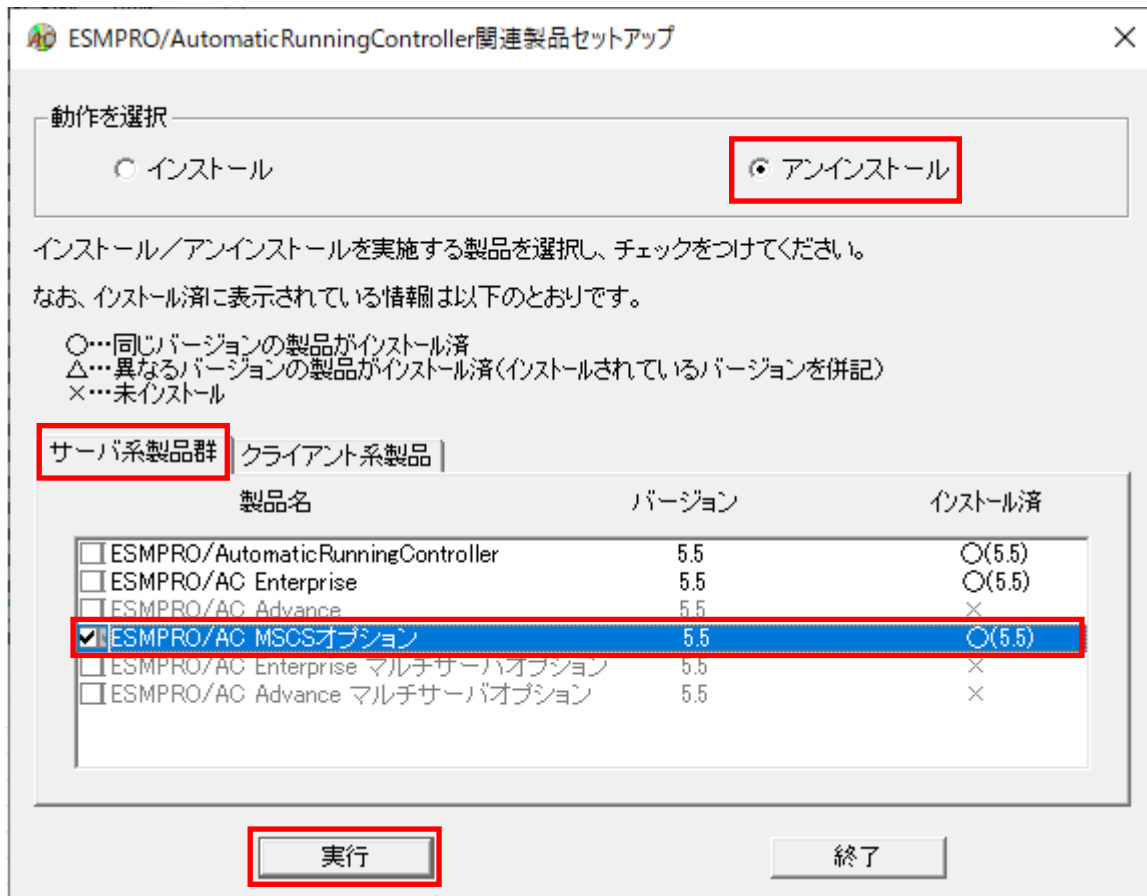 ESMPRO/AutomaticRunningController関連製品セットアップ
動作を選択
インストール
アンインストール
インストール／アンインストールを実施する製品を選択し、チェックをつけてください。
なお、インストール済に表示されている情報は以下のとおりです。
○…同じバージョンの製品がインストール済
△…異なるバージョンの製品がインストール済(インストールされているバージョンを併記)
×…未インストール
サーバ系製品群 クライアント系製品
製品名 バージョン インストール済
ESMPRO/AutomaticRunningController 5.5 ○(5.5)
ESMPRO/AC Enterprise 5.5 ○(5.5)
ESMPRO/AC Advance 5.5 ×
ESMPRO/AC MSCSオプション 5.5 ○(5.5)
ESMPRO/AC Enterprise マルチサーバオプション 5.5 ×
ESMPRO/AC Advance マルチサーバオプション 5.5 ×
実行 終了